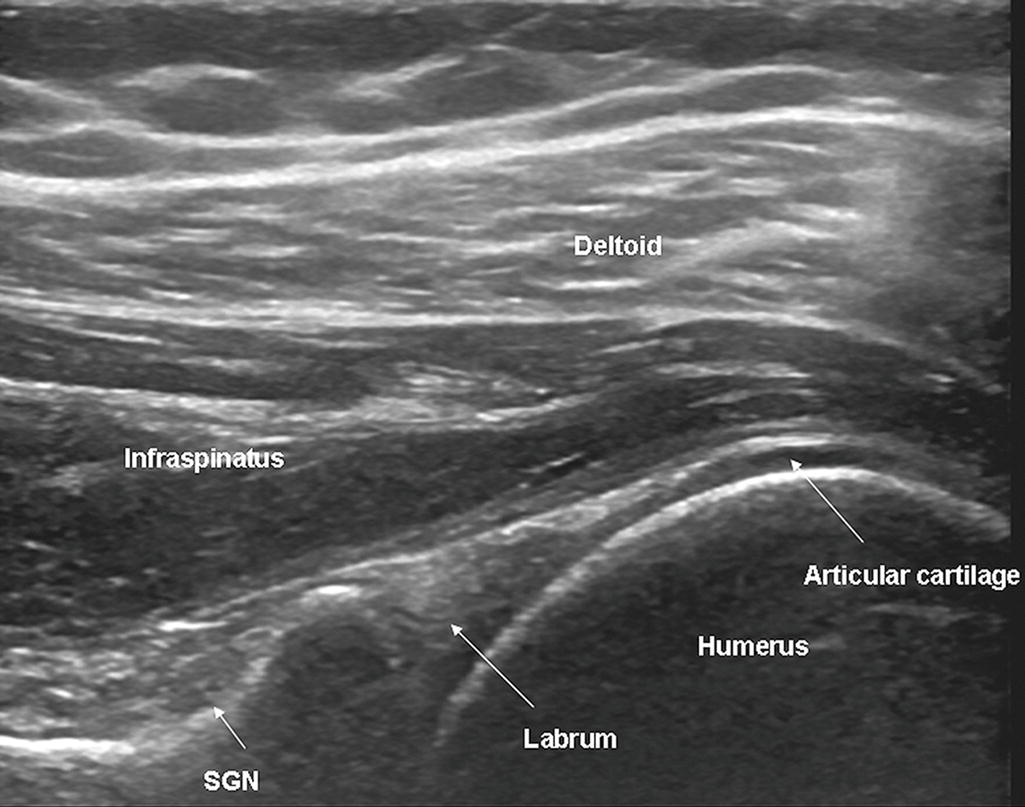 Deltoid
Infraspinatus
Articular cartilage
Humerus
Labrum
SGN